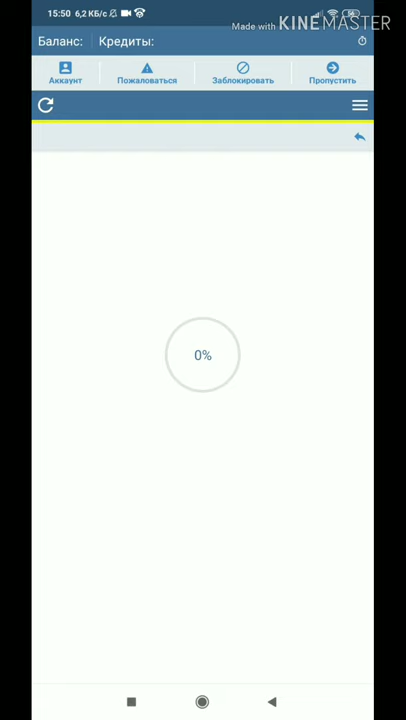 15:50 6,2 КБ/с
Made with KINEMASTER
Баланс: Кредиты:
Аккаунт Пожаловаться Заблокировать Пропустить
0%